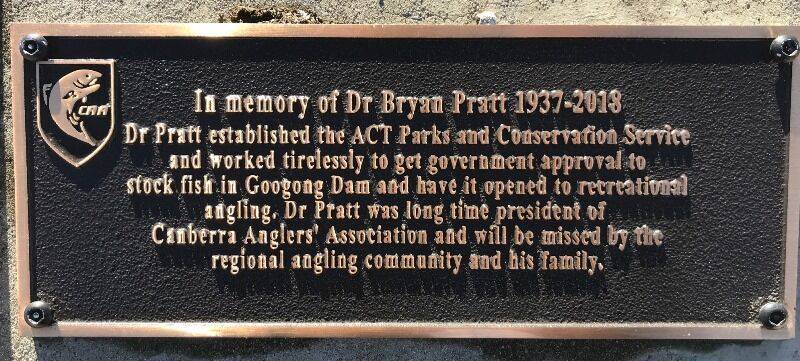 CAA
In memory of Dr Bryan Pratt 1937-2018
Dr Pratt established the ACT Parks and Conservation Service
and worked tirelessly to get government approval to
stock fish in Googong Dam and have it opened to recreational
angling. Dr Pratt was long time president of
Canberra Anglers' Association and will be missed by the
regional angling community and his family.